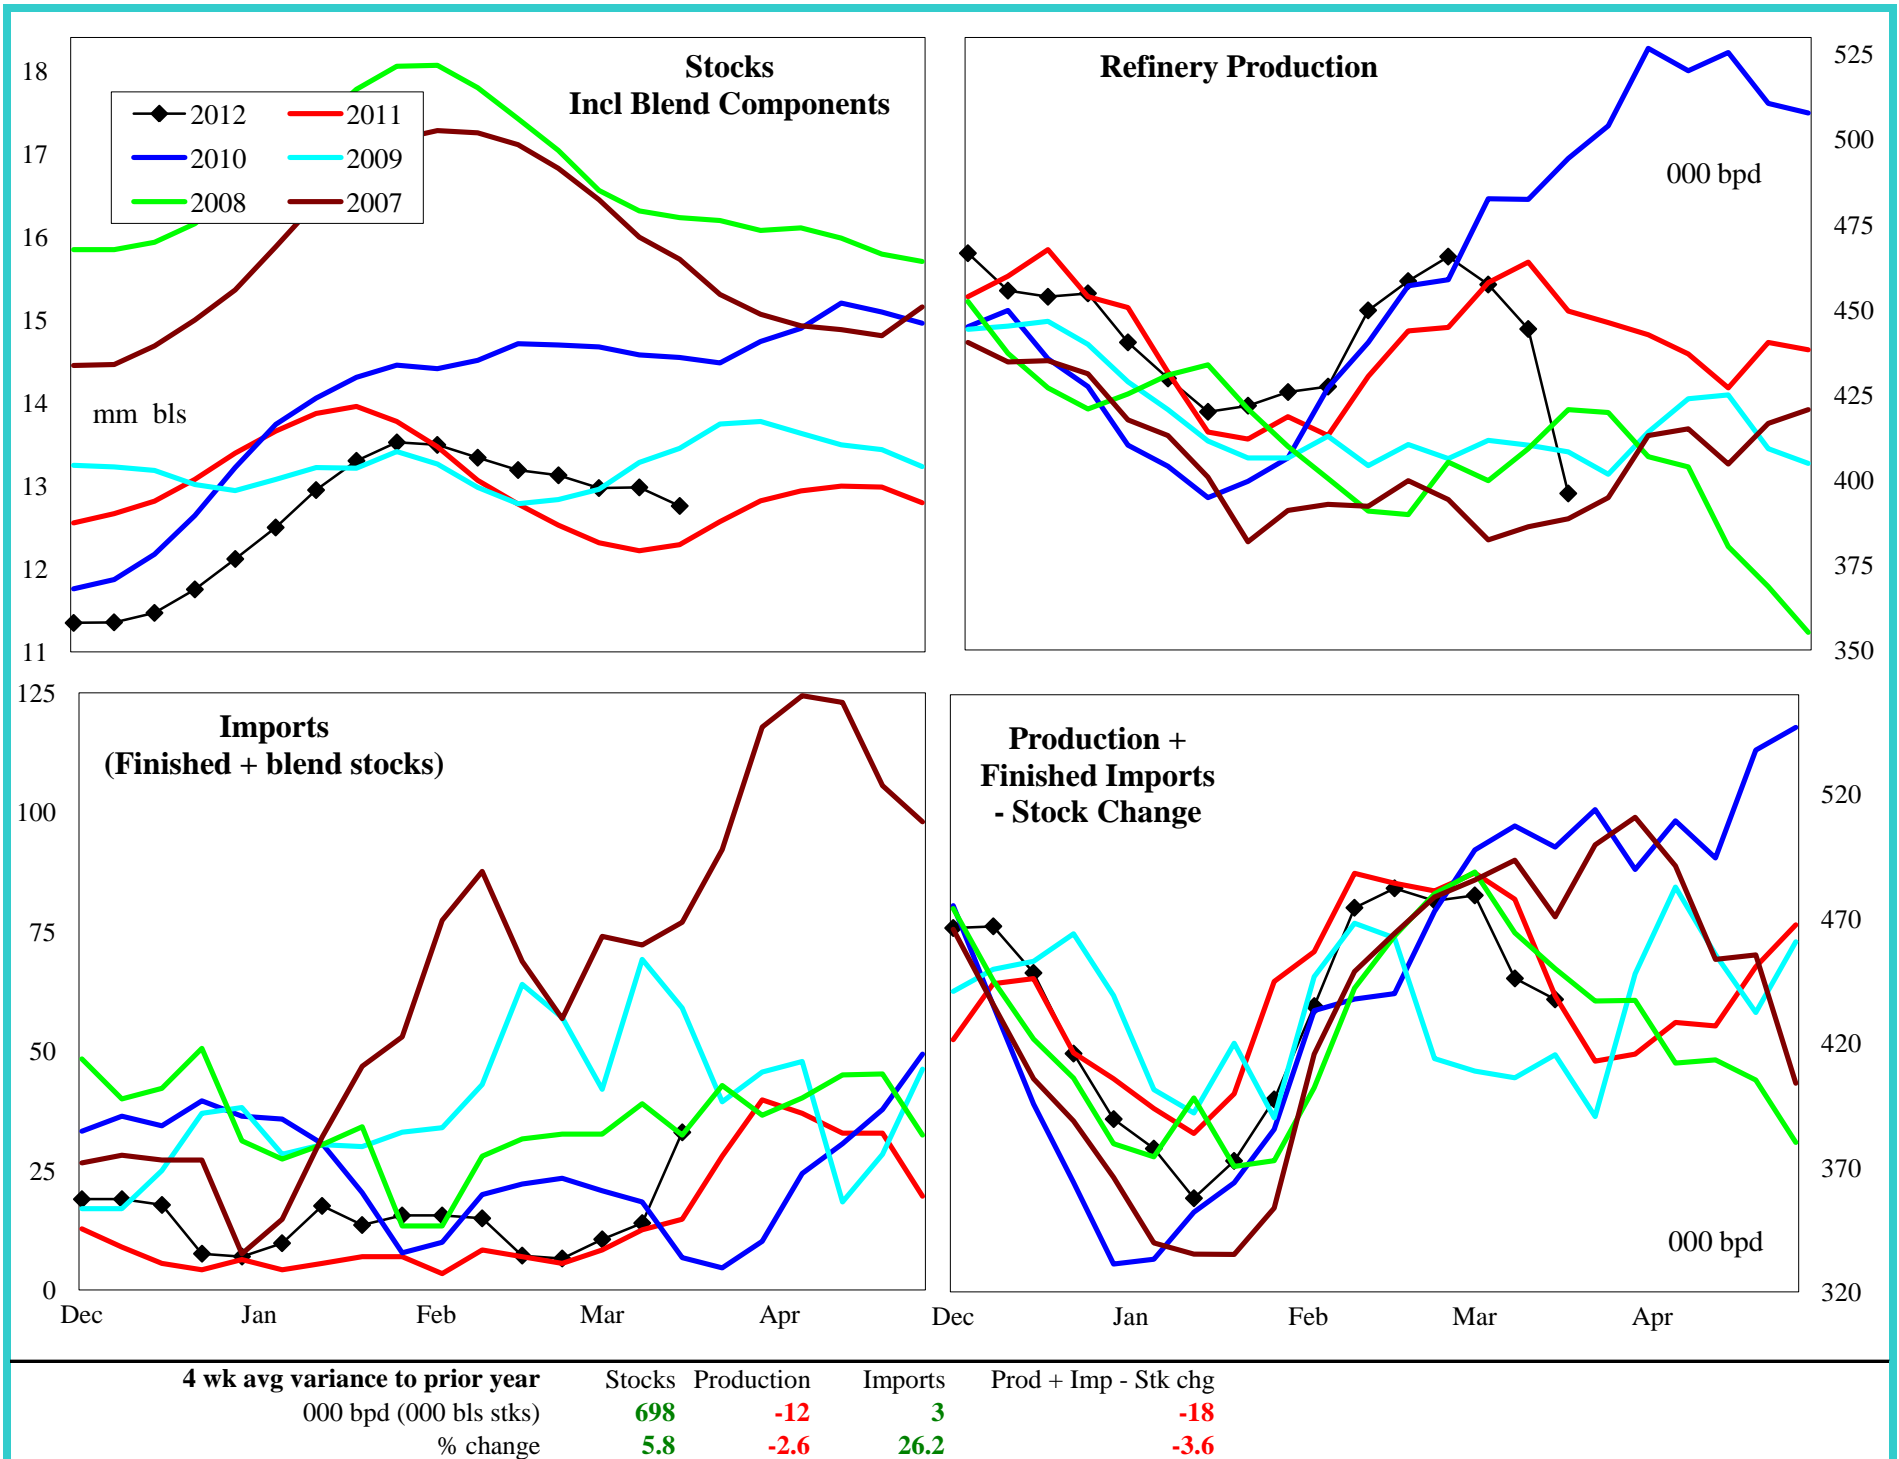 Stocks
Incl Blend Components
18
17
16
15
14
13
12
11
2012 2011
2010 2009
2008 2007
mm bls
Refinery Production
000 bpd
525
500
475
450
425
400
375
350
Imports
(Finished + blend stocks)
125
100
75
50
25
0
Dec Jan Feb Mar Apr
Production +
Finished Imports
- Stock Change
520
470
420
370
320
000 bpd
Dec Jan Feb Mar Apr
4 wk avg variance to prior year Stocks Production Imports Prod + Imp - Stk chg
000 bpd (000 bls stks) 698 -12 3 -18
% change 5.8 -2.6 26.2 -3.6